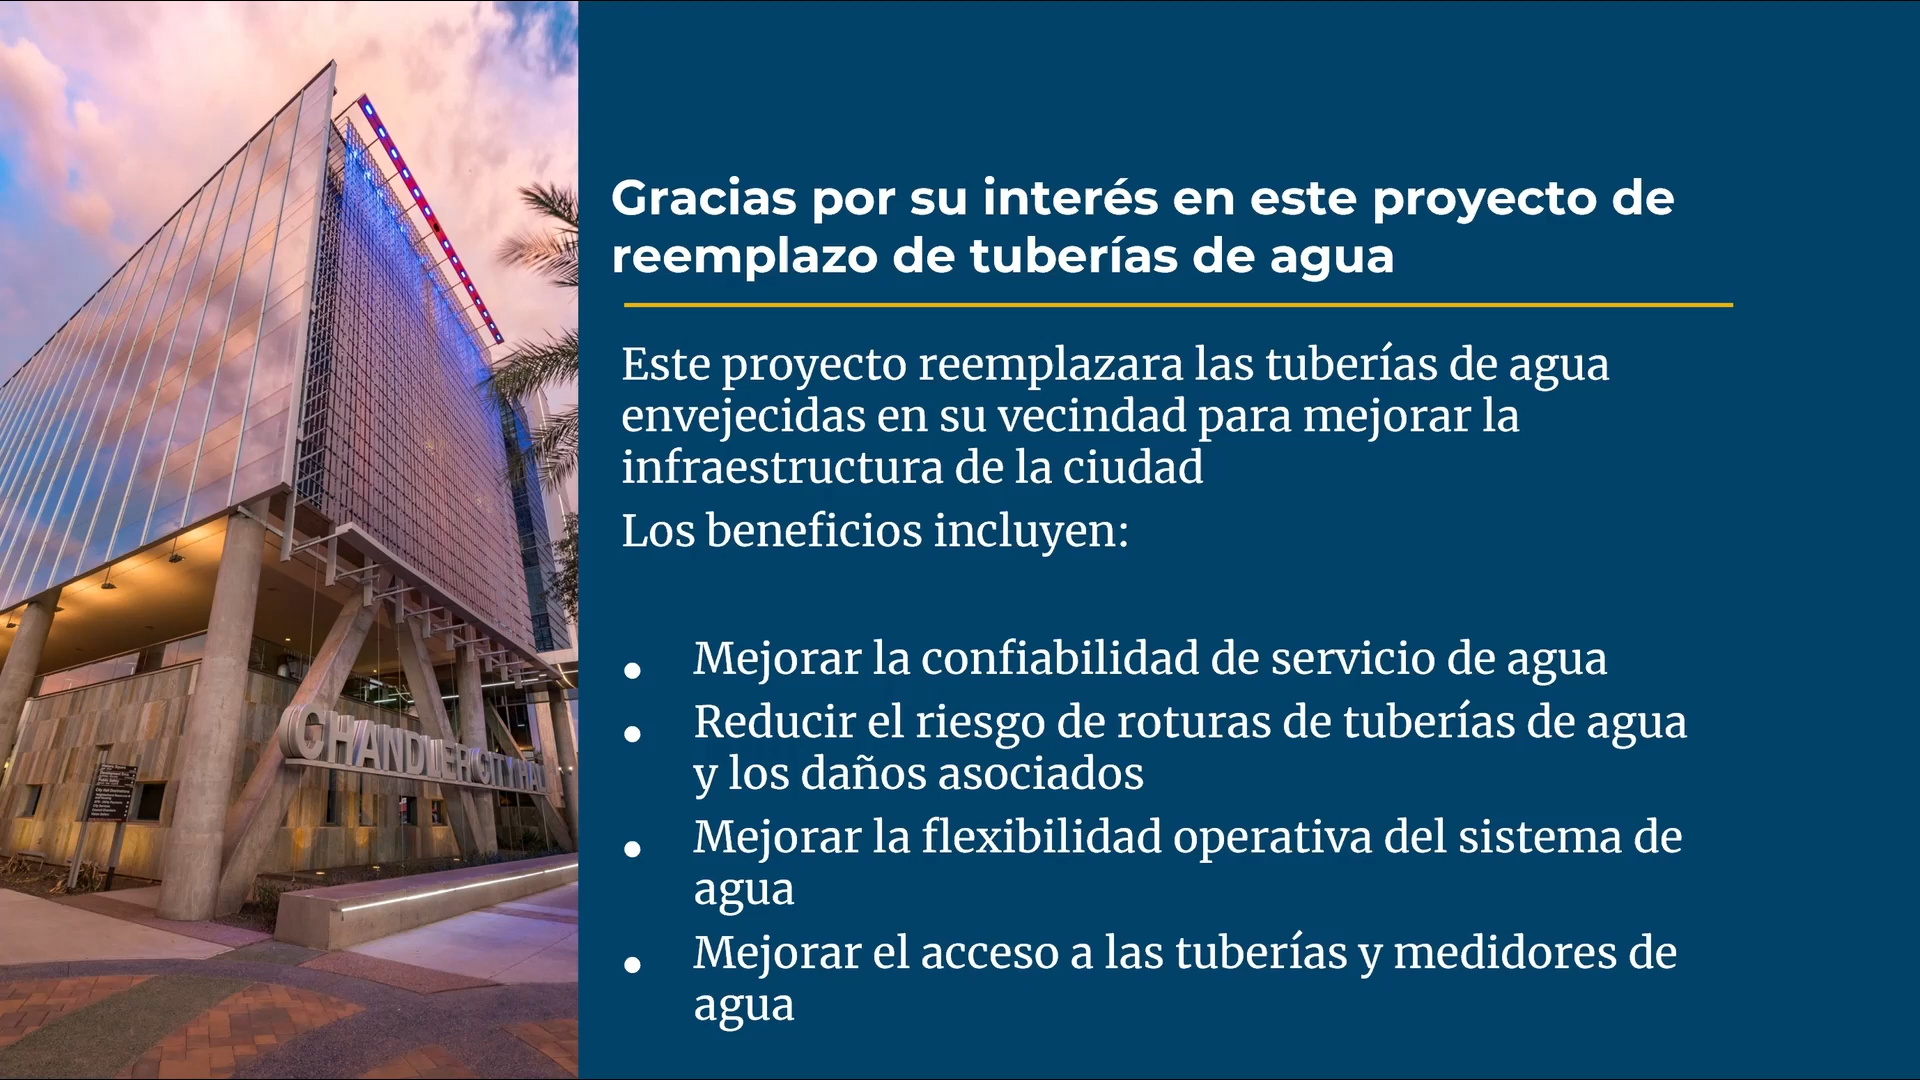 Gracias por su interés en este proyecto de
reemplazo de tuberías de agua
Este proyecto reemplazara las tuberías de agua
envejecidas en su vecindad para mejorar la
infraestructura de la ciudad
Los beneficios incluyen:
• Mejorar la confiabilidad de servicio de agua
• Reducir el riesgo de roturas de tuberías de agua
y los daños asociados
• Mejorar la flexibilidad operativa del sistema de
agua
• Mejorar el acceso a las tuberías y medidores de
agua
CHANDLER CITY HAL